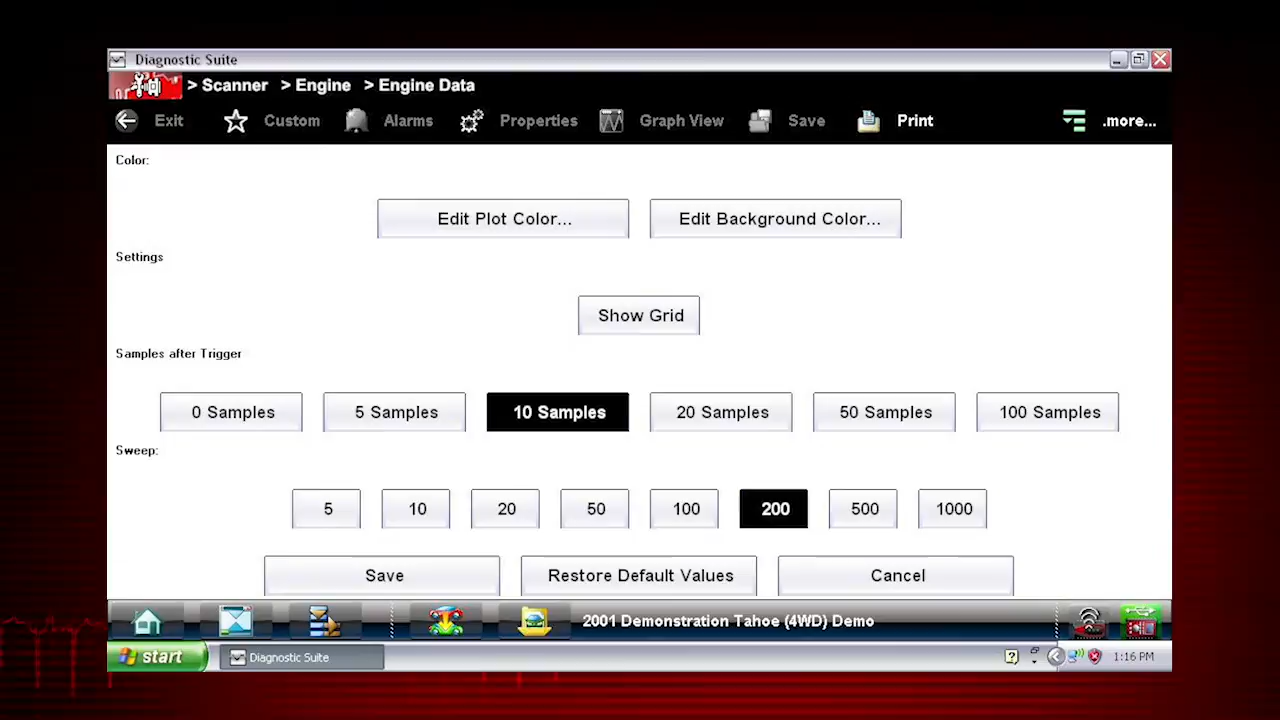 Diagnostic Suite
> Scanner > Engine > Engine Data
Exit Custom Alarms Properties Graph View Save Print .more...
Color:
Edit Plot Color... Edit Background Color...
Settings
Show Grid
Samples after Trigger
0 Samples 5 Samples 10 Samples 20 Samples 50 Samples 100 Samples
Sweep:
5 10 20 50 100 200 500 1000
Save Restore Default Values Cancel
2001 Demonstration Tahoe (4WD) Demo
start Diagnostic Suite 1:16 PM